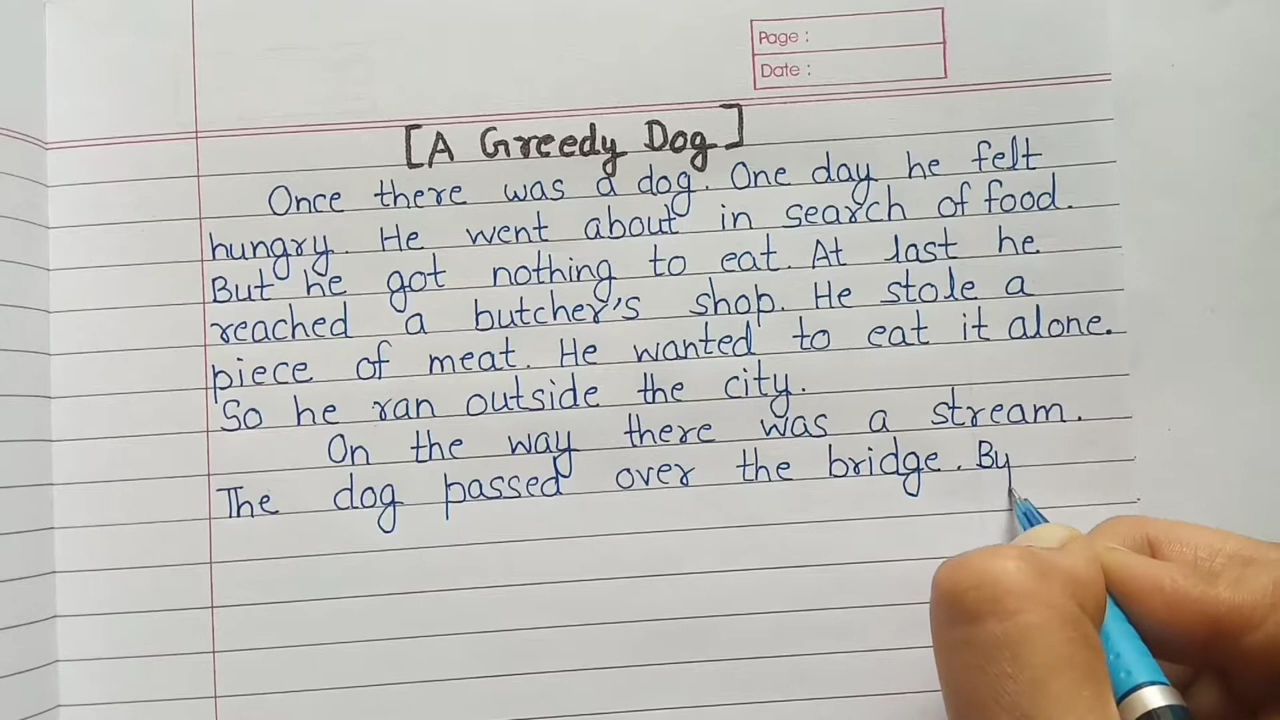 Page :
Date :
[A Greedy Dog]
Once there was a dog. One day he felt
hungry. He went about in search of food.
But he got nothing to eat. At last he
reached a butcher's shop. He stole a
piece of meat. He wanted to eat it alone.
So he ran outside the city.
On the way there was a stream.
The dog passed over the bridge. By